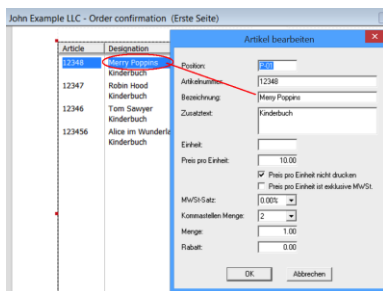 John Example LLC - Order confirmation (Erste Seite)
Article Designation
12348 Merry Poppins
Kinderbuch
12347 Robin Hood
Kinderbuch
12346 Tom Sawyer
Kinderbuch
123456 Alice im Wunderla
Kinderbuch
Artikel bearbeiten
Position: P.01
Artikelnummer: 12348
Bezeichnung: Merry Poppins
Zusatztext: Kinderbuch
Einheit:
Preis pro Einheit: 10.00
Preis pro Einheit nicht drucken
Preis pro Einheit ist exklusive MWSt.
MWSt-Satz: 0.00%
Kommastellen Menge: 2
Menge: 1.00
Rabatt: 0.00
OK Abbrechen